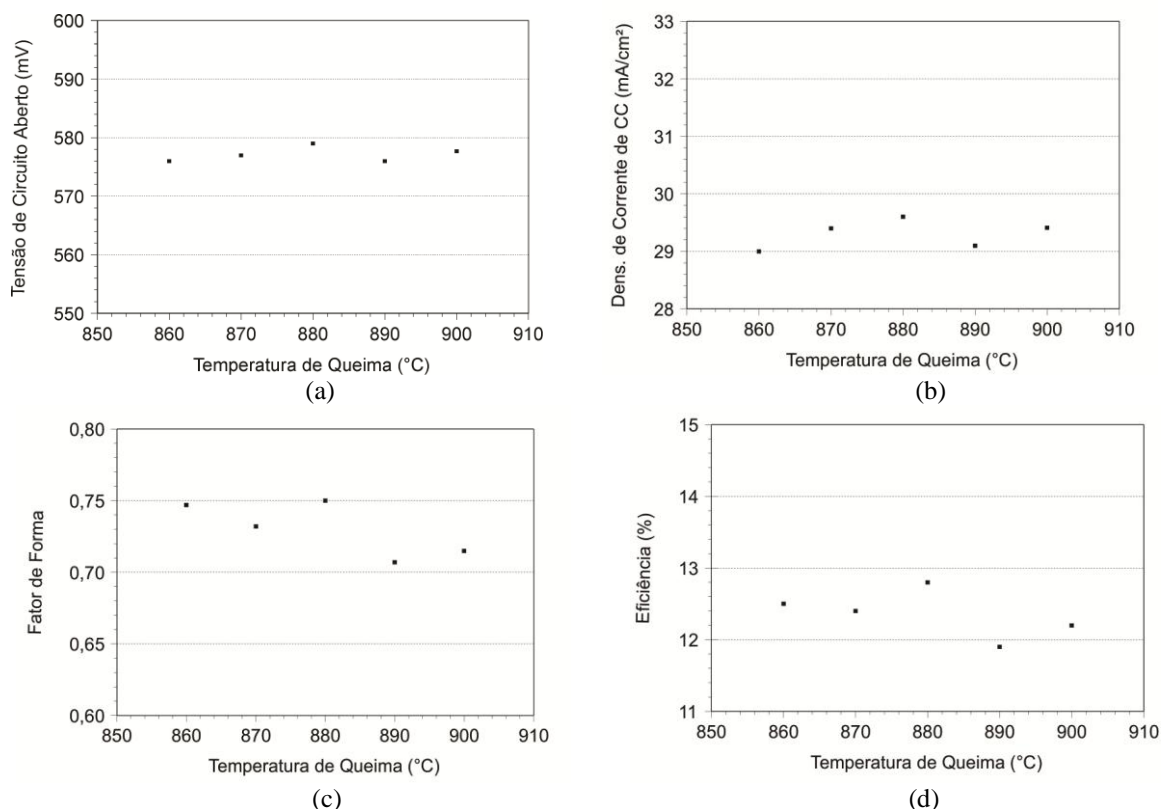 600
590
580
570
560
550
Tensão de Circuito Aberto (mV)
850 860 870 880 890 900 910
Temperatura de Queima (°C)
(a)
33
32
31
30
29
28
Dens. de Corrente de CC (mA/cm²)
850 860 870 880 890 900 910
Temperatura de Queima (°C)
(b)
0,80
0,75
0,70
0,65
0,60
Fator de Forma
850 860 870 880 890 900 910
Temperatura de Queima (°C)
(c)
15
14
13
12
11
Eficiência (%)
850 860 870 880 890 900 910
Temperatura de Queima (°C)
(d)